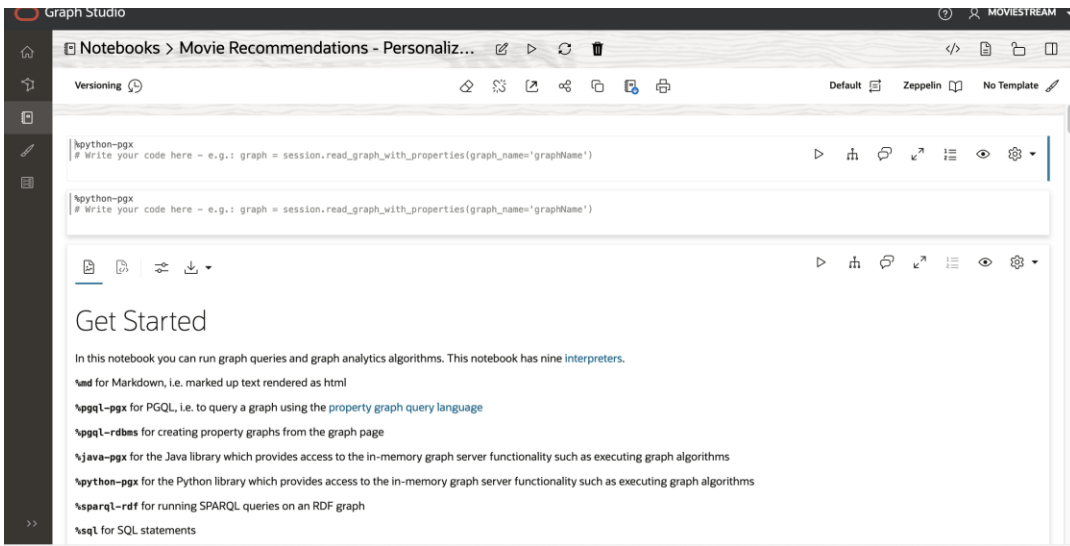 Graph Studio
MOVIESTREAM
Notebooks > Movie Recommendations - Personaliz...
Versioning
Default
Zeppelin
No Template
%python-pgx
# Write your code here - e.g.: graph = session.read_graph_with_properties(graph_name='graphName')
%python-pgx
# Write your code here - e.g.: graph = session.read_graph_with_properties(graph_name='graphName')
Get Started
In this notebook you can run graph queries and graph analytics algorithms. This notebook has nine interpreters.
%md for Markdown, i.e. marked up text rendered as html
%pgql-pgx for PGQL, i.e. to query a graph using the property graph query language
%pgql-rdbms for creating property graphs from the graph page
%java-pgx for the Java library which provides access to the in-memory graph server functionality such as executing graph algorithms
%python-pgx for the Python library which provides access to the in-memory graph server functionality such as executing graph algorithms
%sparql-rdf for running SPARQL queries on an RDF graph
%sql for SQL statements